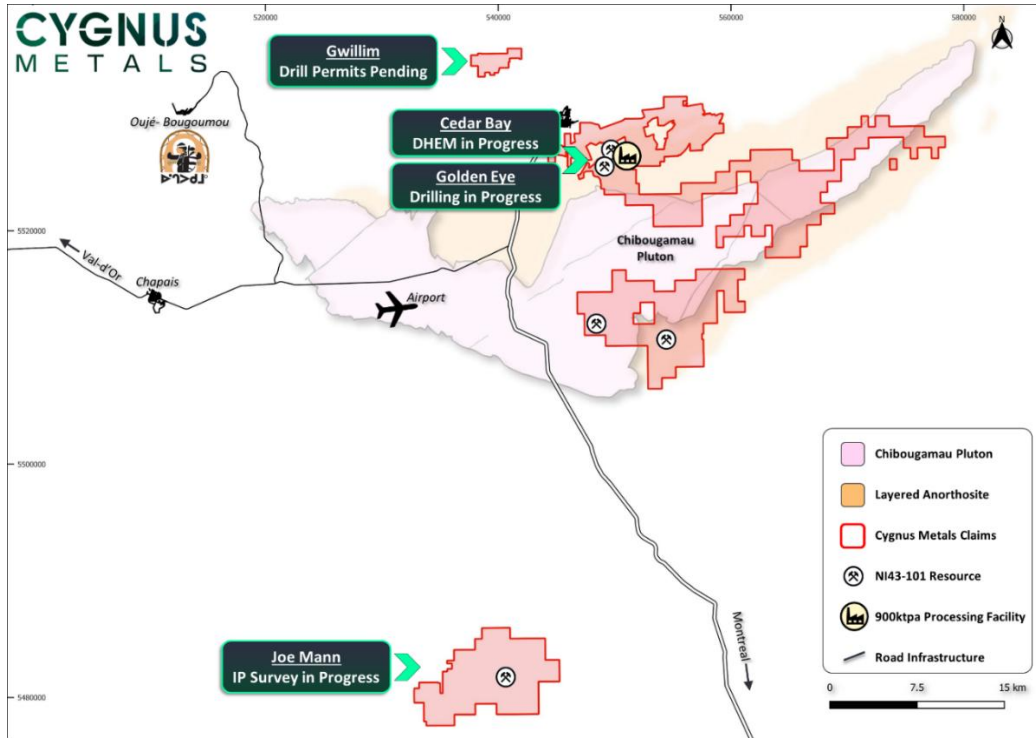 CYGNUS
METALS
520000
540000
560000
580000
Gwillim
Drill Permits Pending
Oujé- Bougoumou
Cedar Bay
DHEM in Progress
Golden Eye
Drilling in Progress
5520000
Val-d'Or
Chapais
Airport
Chibougamau
Pluton
5500000
Chibougamau Pluton
Layered Anorthosite
Cygnus Metals Claims
NI43-101 Resource
900ktpa Processing Facility
Road Infrastructure
0
7.5
15 km
Montreal
Joe Mann
IP Survey in Progress
5480000